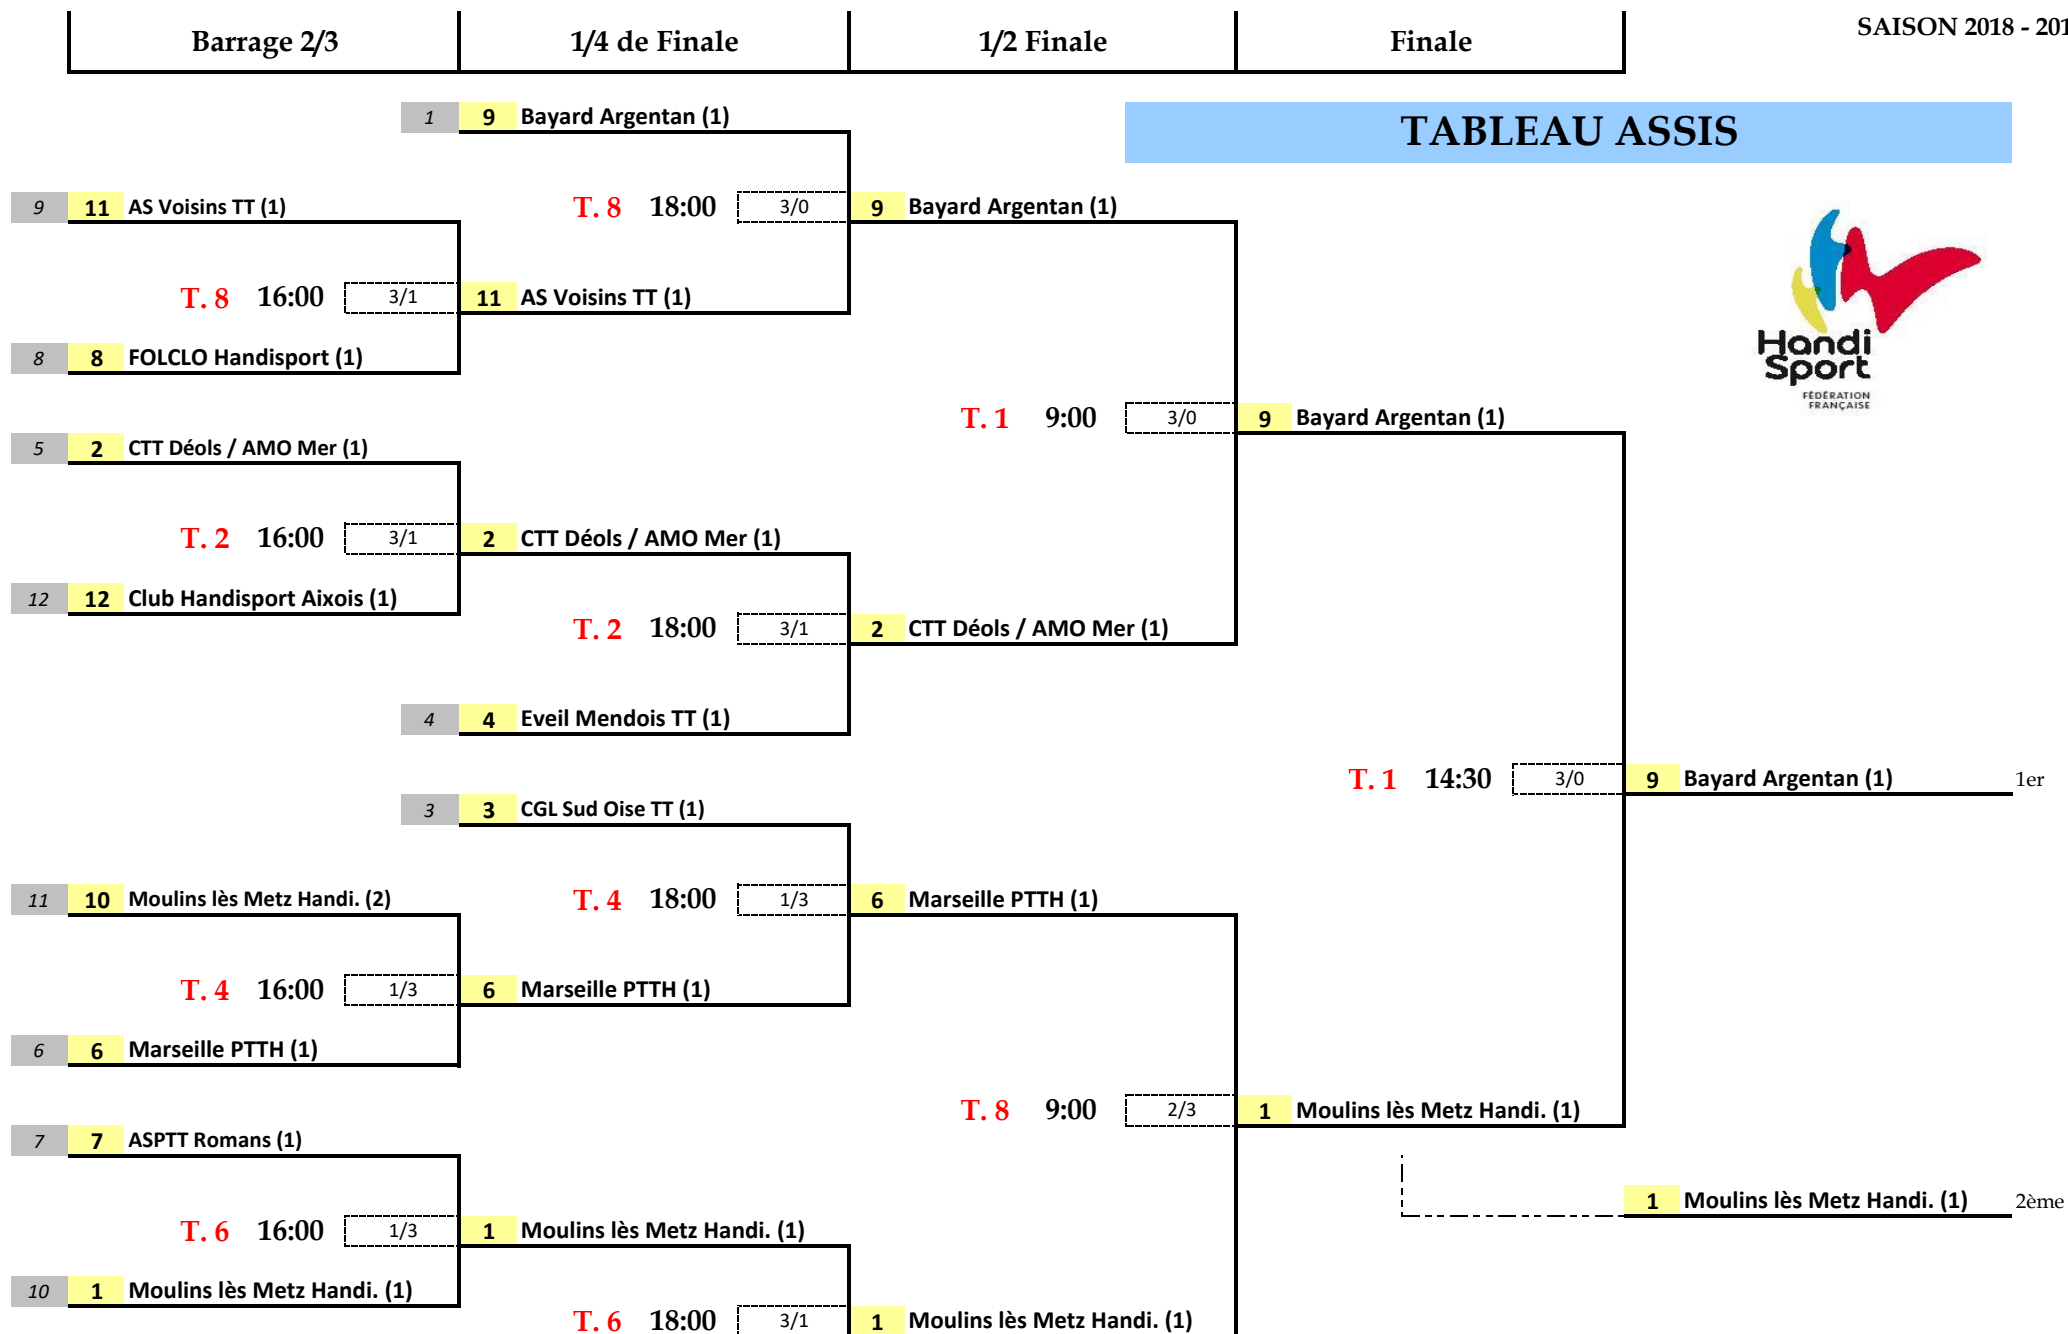 Barrage 2/3 1/4 de Finale 1/2 Finale Finale SAISON 2018 - 201
1 9 Bayard Argentan (1)
TABLEAU ASSIS
9 11 AS Voisins TT (1) T. 8 18:00 3/0 9 Bayard Argentan (1)
T. 8 16:00 3/1 11 AS Voisins TT (1)
8 8 FOLCLO Handisport (1)
Handi
Sport
FÉDÉRATION
FRANÇAISE
T. 1 9:00 3/0 9 Bayard Argentan (1)
5 2 CTT Déols / AMO Mer (1)
T. 2 16:00 3/1 2 CTT Déols / AMO Mer (1)
12 12 Club Handisport Aixois (1)
T. 2 18:00 3/1 2 CTT Déols / AMO Mer (1)
4 4 Eveil Mendois TT (1)
T. 1 14:30 3/0 9 Bayard Argentan (1) 1er
3 3 CGL Sud Oise TT (1)
11 10 Moulins lès Metz Handi. (2) T. 4 18:00 1/3 6 Marseille PTTH (1)
T. 4 16:00 1/3 6 Marseille PTTH (1)
6 6 Marseille PTTH (1)
T. 8 9:00 2/3 1 Moulins lès Metz Handi. (1)
7 7 ASPTT Romans (1)
1 Moulins lès Metz Handi. (1) 2ème
T. 6 16:00 1/3 1 Moulins lès Metz Handi. (1)
10 1 Moulins lès Metz Handi. (1)
T. 6 18:00 3/1 1 Moulins lès Metz Handi. (1)